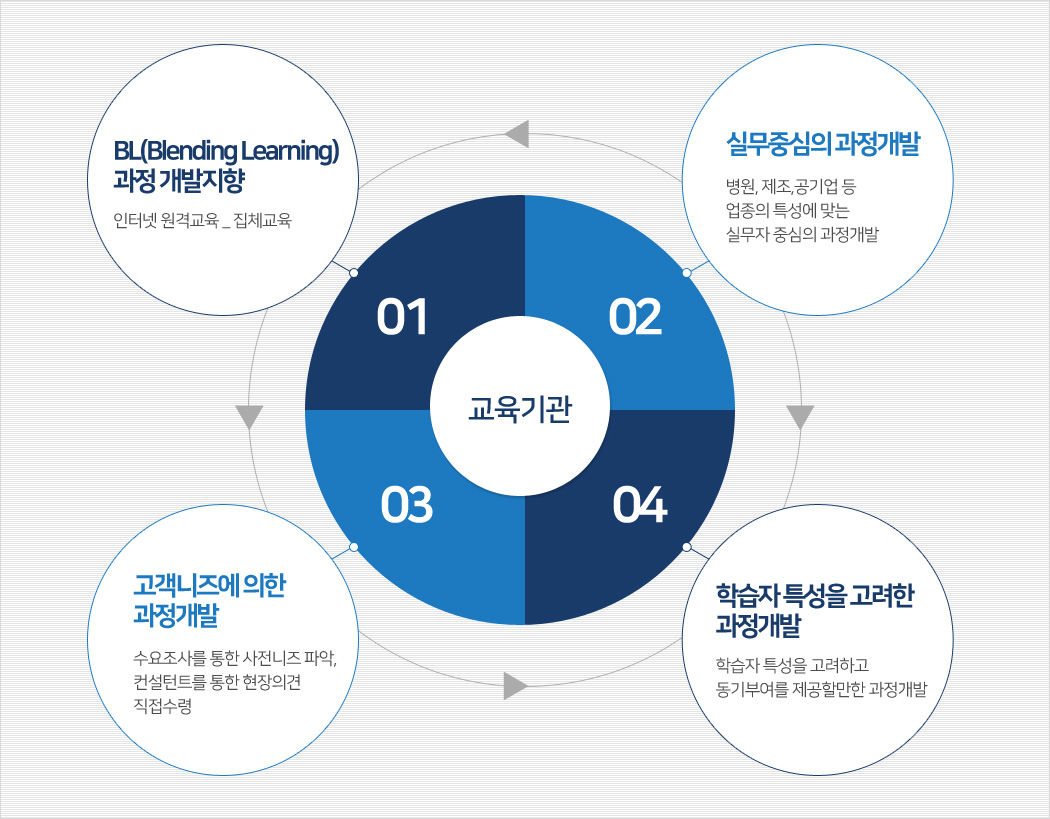 BL(Blending Learning)
과정 개발지향
인터넷 원격교육 _ 집체교육
실무중심의 과정개발
병원, 제조,공기업 등
업종의 특성에 맞는
실무자 중심의 과정개발
01
02
교육기관
03
04
고객니즈에 의한
과정개발
수요조사를 통한 사전니즈 파악,
컨설턴트를 통한 현장의견
직접수령
학습자 특성을 고려한
과정개발
학습자 특성을 고려하고
동기부여를 제공할만한 과정개발